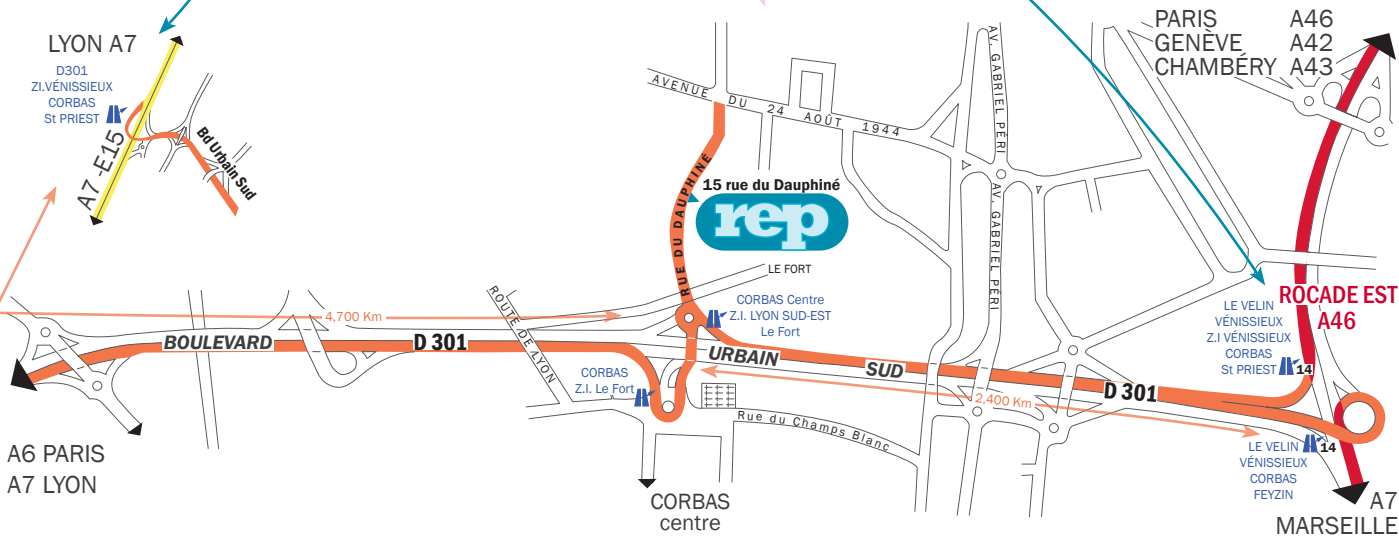 LYON A7
D301
ZI.VÉNISSIEUX
CORBAS
St PRIEST
A7 -E15
Bd Urbain Sud
AVENUE DU 24 AOÛT 1944
AV. GABRIEL PÉRI
AV. GABRIEL PÉRI
PARIS A46
GENÈVE A42
CHAMBÉRY A43
RUE DU DAUPHINÉ
15 rue du Dauphiné
rep
LE FORT
CORBAS Centre
Z.I. LYON SUD-EST
Le Fort
4,700 Km
ROUTE DE LYON
BOULEVARD D 301 URBAIN SUD D 301
LE VELIN
VÉNISSIEUX
Z.I VÉNISSIEUX
CORBAS
St PRIEST
14
ROCADE EST
A46
CORBAS
Z.I. Le Fort
2,400 Km
Rue du Champs Blanc
LE VELIN
VÉNISSIEUX
CORBAS
FEYZIN
14
A6 PARIS
A7 LYON
CORBAS
centre
A7
MARSEILLE